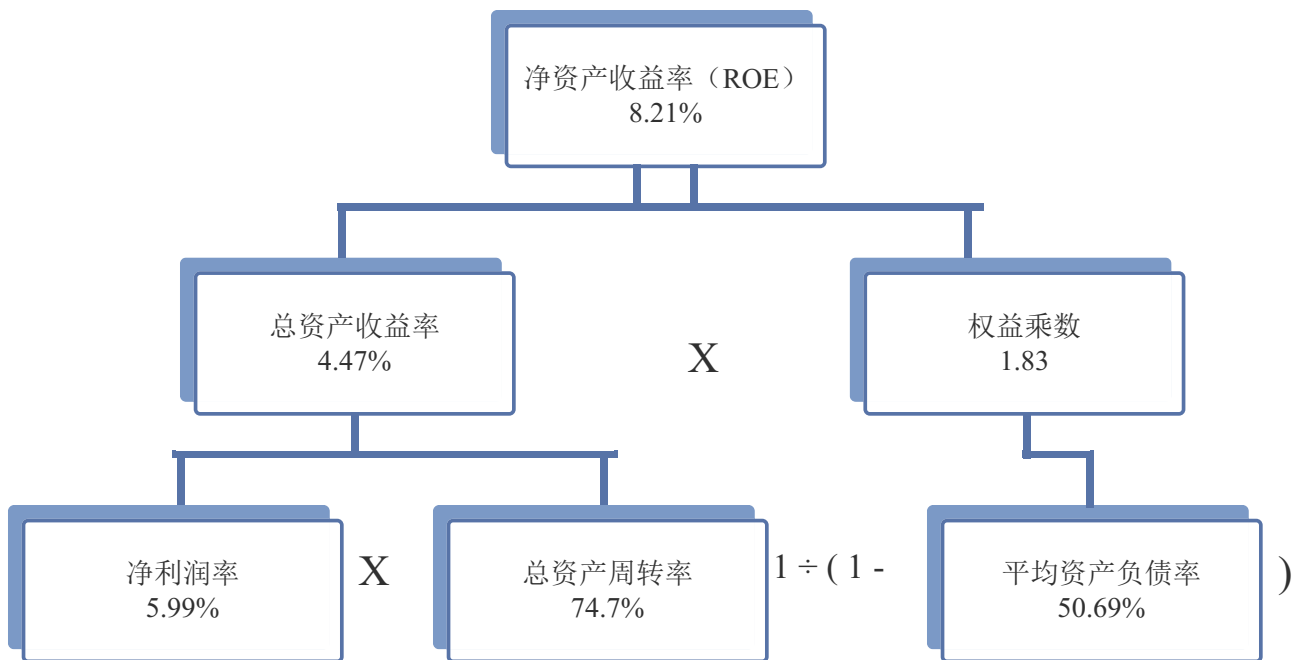 净资产收益率（ROE）
8.21%
总资产收益率
4.47%
X
权益乘数
1.83
净利润率
5.99%
X
总资产周转率
74.7%
1 ÷ ( 1 -
平均资产负债率
50.69%
)